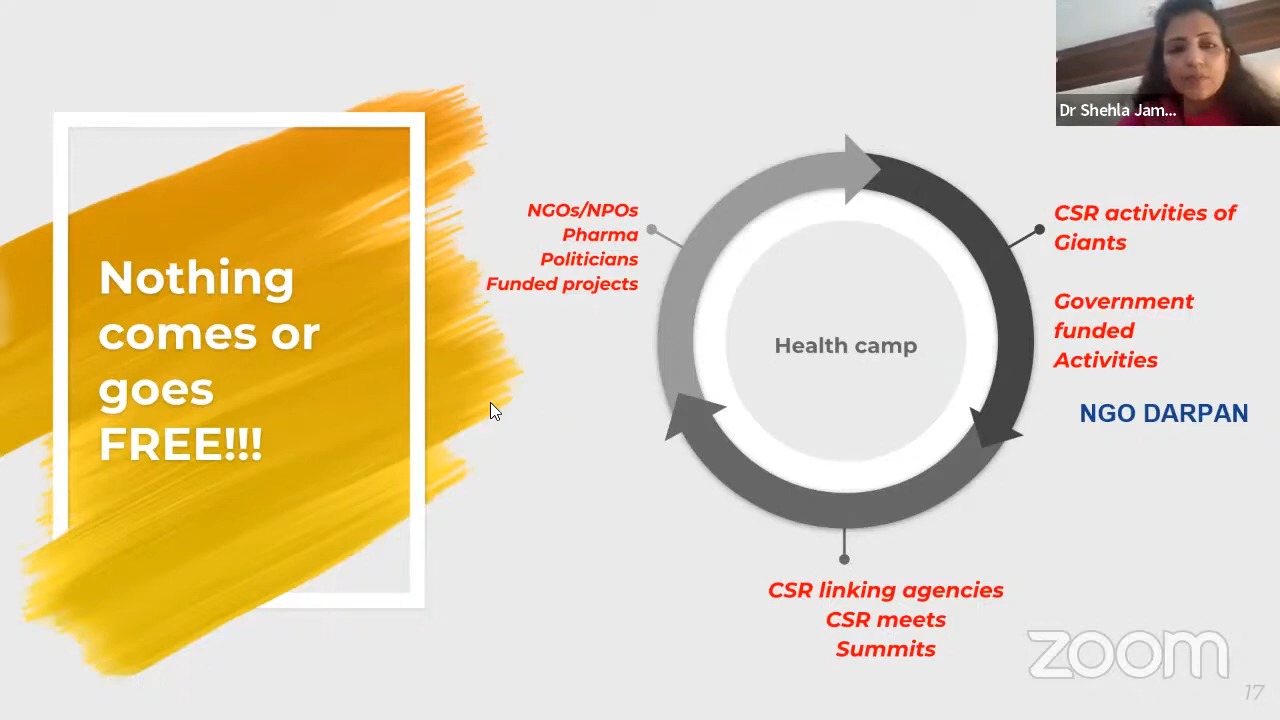 Dr Shehla Jam...
Nothing
comes or
goes
FREE!!!
NGOs/NPOs
Pharma
Politicians
Funded projects
Health camp
CSR activities of
Giants
Government
funded
Activities
NGO DARPAN
CSR linking agencies
CSR meets
Summits
zoom
17